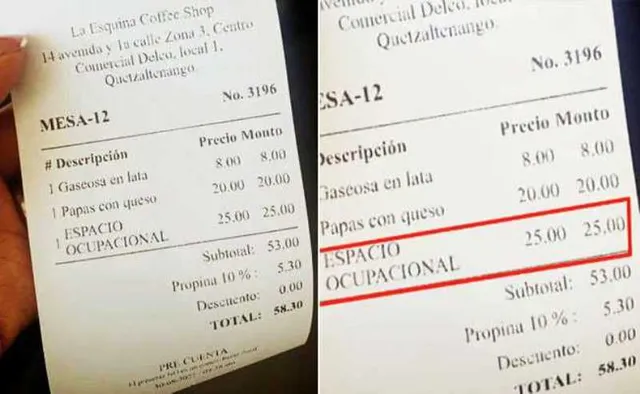 La Esquina Coffee Shop
14 avenida y 1a calle Zona 3, Centro
Comercial Delco, local 1,
Quetzaltenango.
No. 3196
MESA-12
# Descripción Precio Monto
1 Gaseosa en lata 8.00 8.00
1 Papas con queso 20.00 20.00
1 ESPACIO 25.00 25.00
OCUPACIONAL
Subtotal: 53.00
Propina 10 % : 5.30
Descuento: 0.00
TOTAL: 58.30
PRE CUENTA
avenida y
Comercial Delco, local 1,
Quetzaltenango.
No. 3196
ESA-12
Descripción Precio Monto
Gaseosa en lata 8.00 8.00
Papas con queso 20.00 20.00
ESPACIO 25.00 25.00
OCUPACIONAL
Subtotal: 53.00
Propina 10 % : 5.30
Descuento: 0.00
TOTAL: 58.30
PRE CUENTA